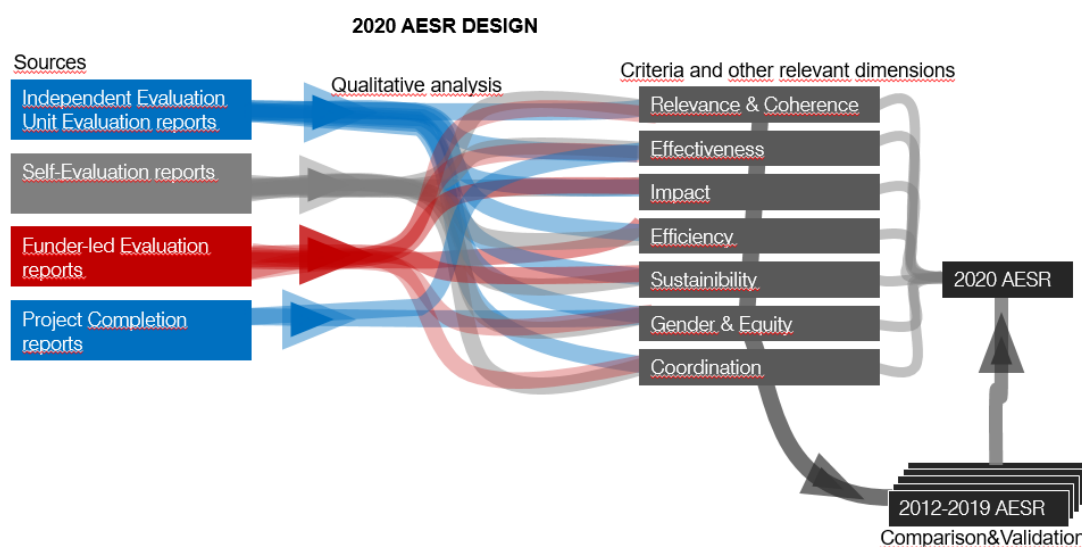 2020 AESR DESIGN
Sources
Qualitative analysis
Criteria and other relevant dimensions
Independent Evaluation
Unit Evaluation reports
Self-Evaluation reports
Funder-led Evaluation
reports
Project Completion
reports
Relevance & Coherence
Effectiveness
Impact
Efficiency
Sustainibility
Gender & Equity
Coordination
2020 AESR
2012-2019 AESR
Comparison&Validation